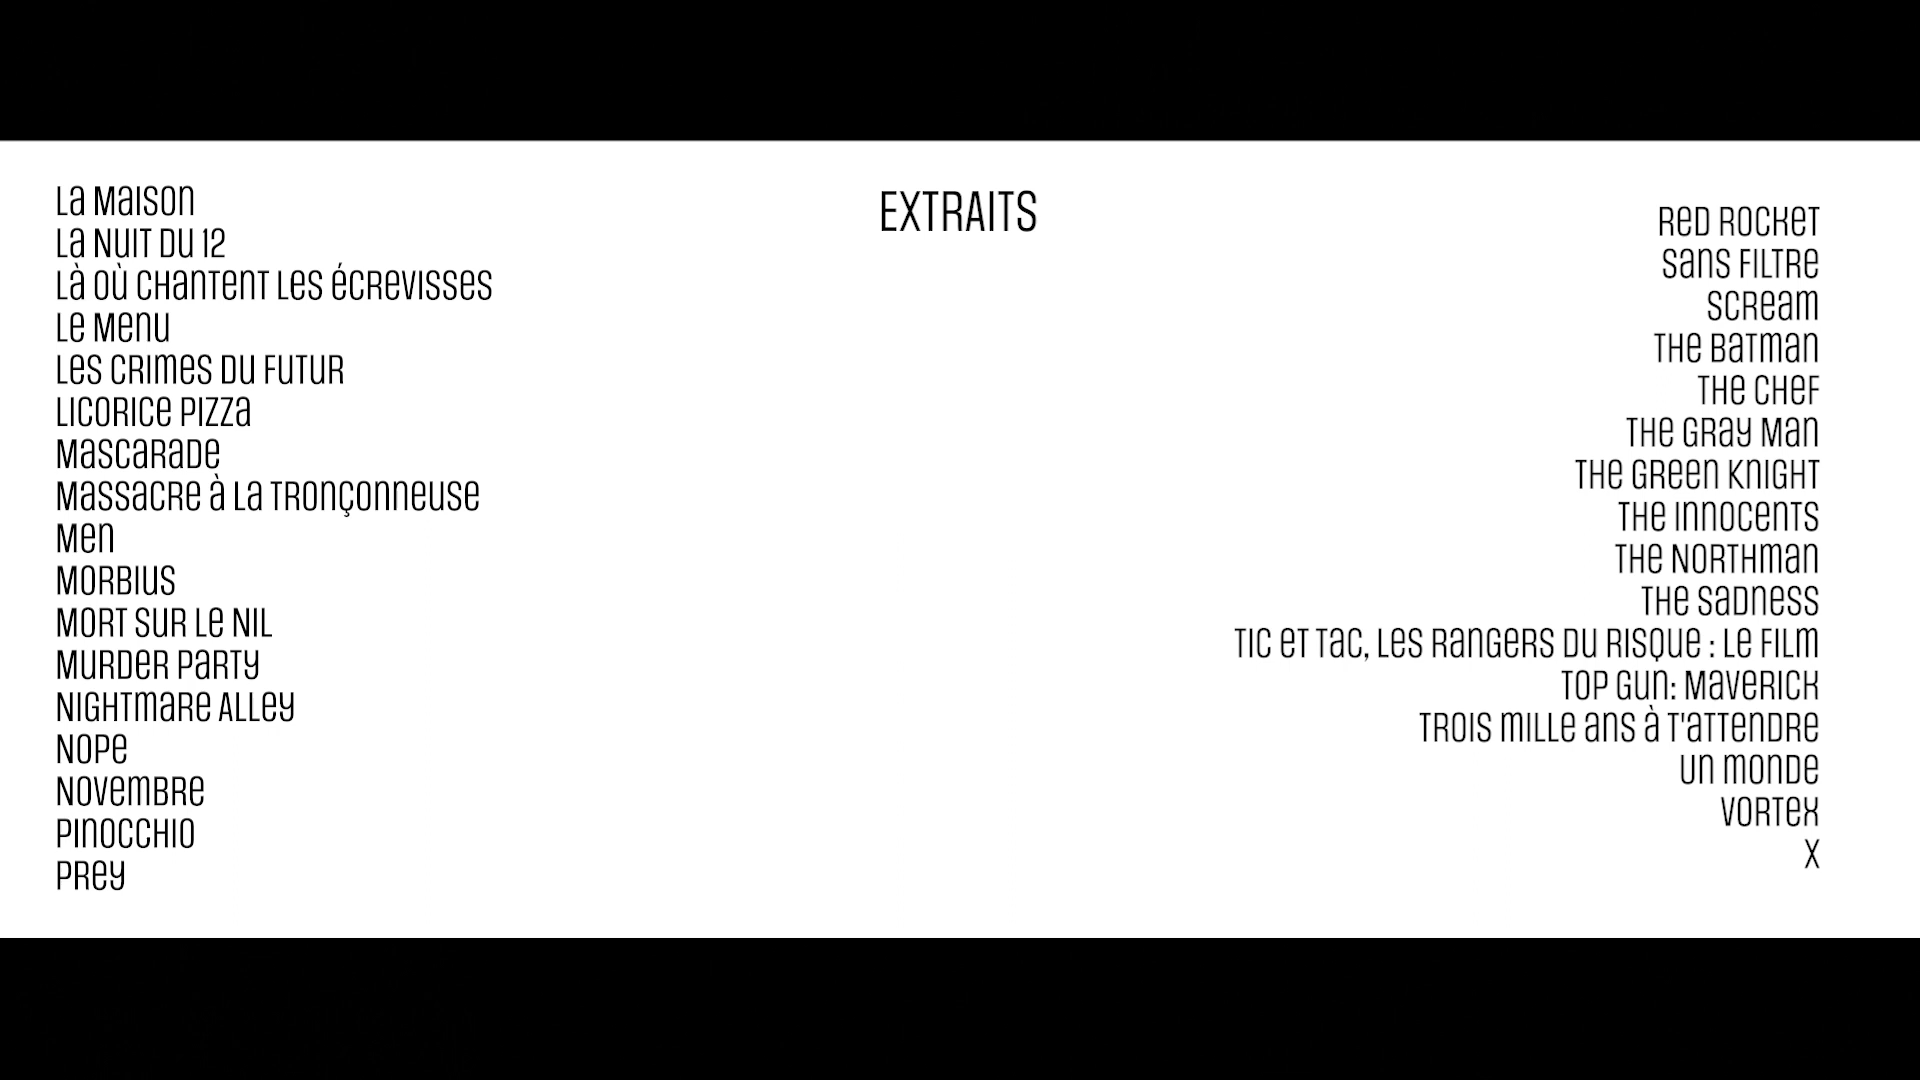 EXTRAITS
La Maison
La Nuit du 12
Là où chantent les écrevisses
Le Menu
Les crimes du futur
Licorice Pizza
Mascarade
Massacre à la tronçonneuse
Men
Morbius
Mort sur le Nil
Murder Party
Nightmare Alley
Nope
Novembre
Pinocchio
Prey
Red Rocket
Sans filtre
Scream
The Batman
The Chef
The Gray Man
The Green Knight
The Innocents
The Northman
The Sadness
Tic et Tac, les rangers du risque : le film
Top Gun: Maverick
Trois mille ans à t'attendre
Un monde
Vortex
X